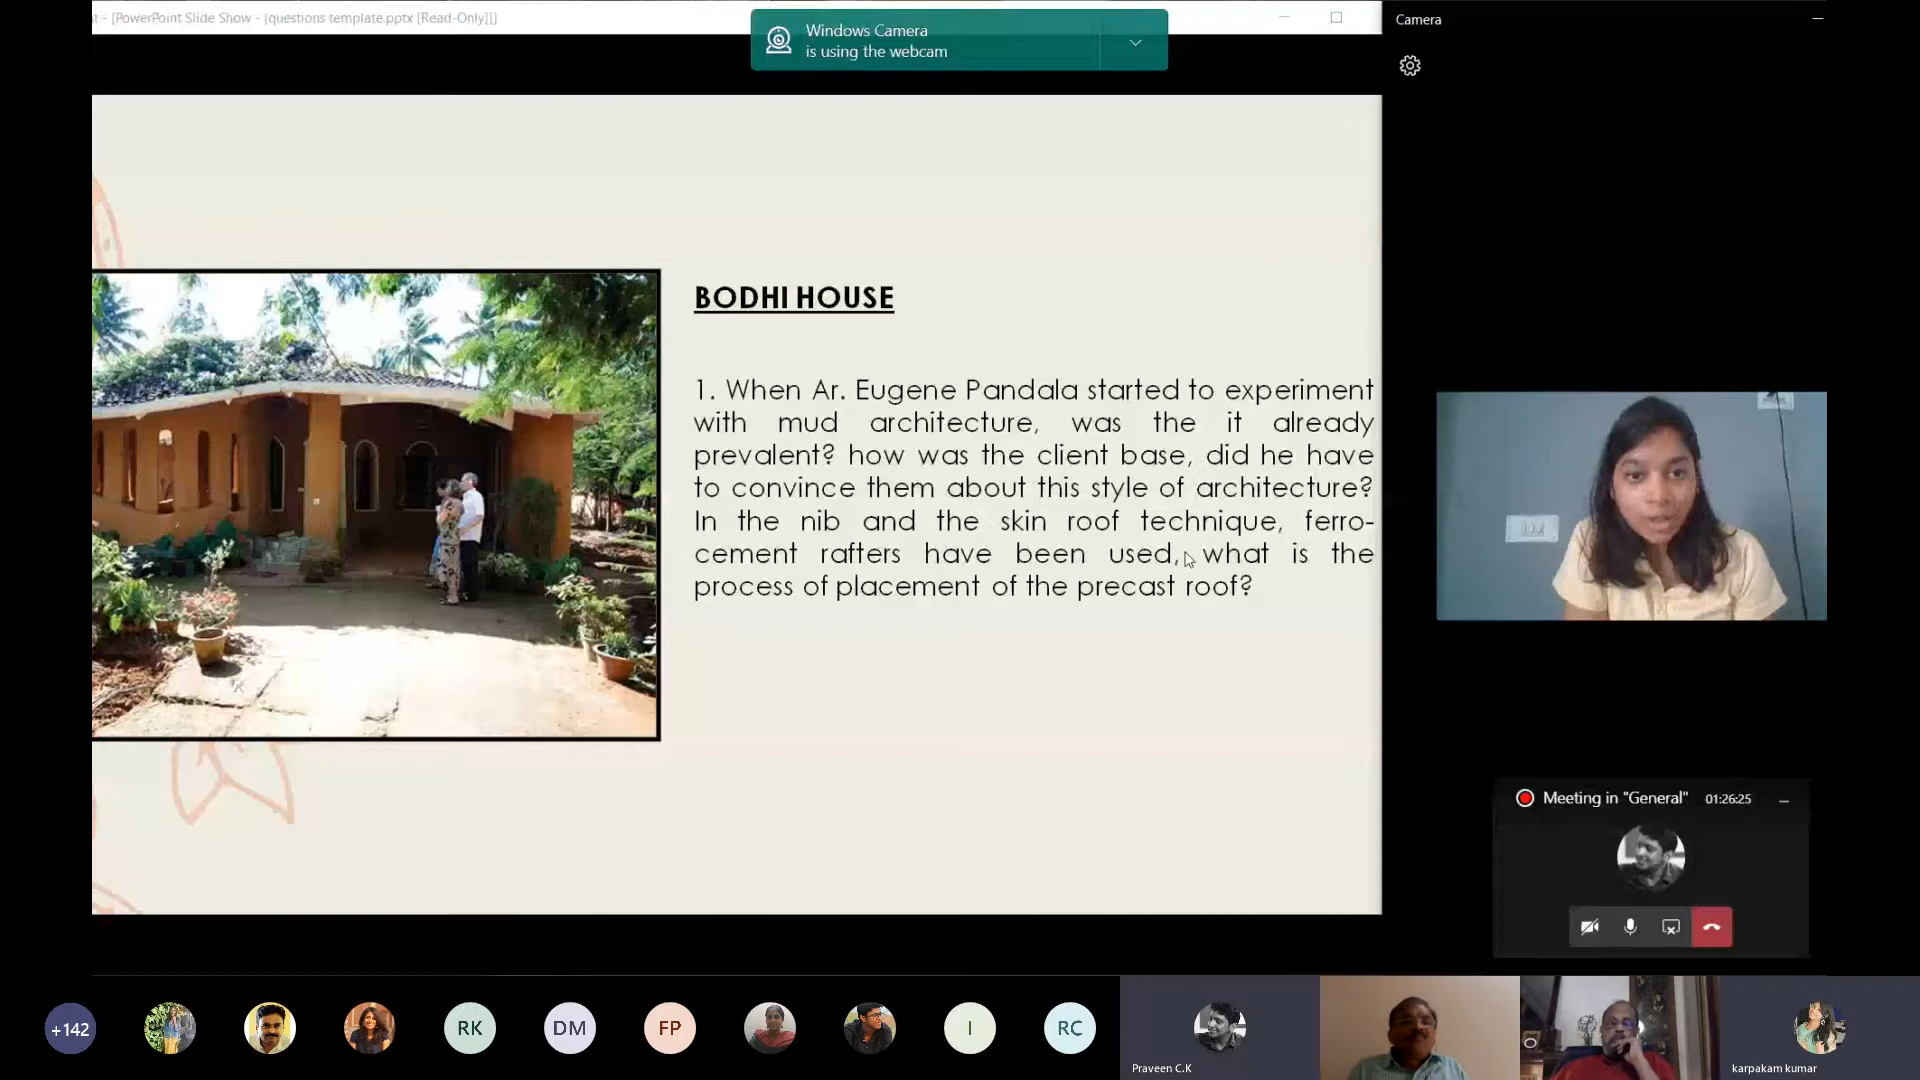 - [PowerPoint Slide Show - [questions template.pptx [Read-Only]]]
Windows Camera
is using the webcam
Camera
BODHI HOUSE
1. When Ar. Eugene Pandala started to experiment
with mud architecture, was the it already
prevalent? how was the client base, did he have
to convince them about this style of architecture?
In the nib and the skin roof technique, ferro-
cement rafters have been used, what is the
process of placement of the precast roof?
Meeting in "General" 01:26:25
+142
RK
DM
FP
I
RC
Praveen C.K
karpakam kumar